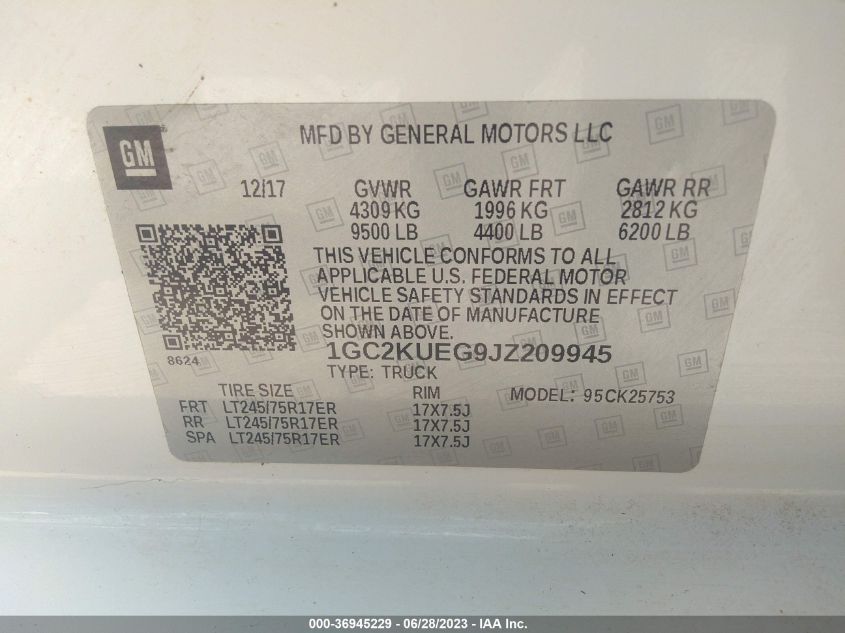 GM
MFD BY GENERAL MOTORS LLC
12/17 GVWR GAWR FRT GAWR RR
4309 KG 1996 KG 2812 KG
9500 LB 4400 LB 6200 LB
THIS VEHICLE CONFORMS TO ALL
APPLICABLE U.S. FEDERAL MOTOR
VEHICLE SAFETY STANDARDS IN EFFECT
ON THE DATE OF MANUFACTURE
SHOWN ABOVE.
8624
1GC2KUEG9JZ209945
TYPE: TRUCK
TIRE SIZE RIM MODEL: 95CK25753
FRT LT245/75R17ER 17X7.5J
RR LT245/75R17ER 17X7.5J
SPA LT245/75R17ER 17X7.5J
000-36945229 - 06/28/2023 - IAA Inc.